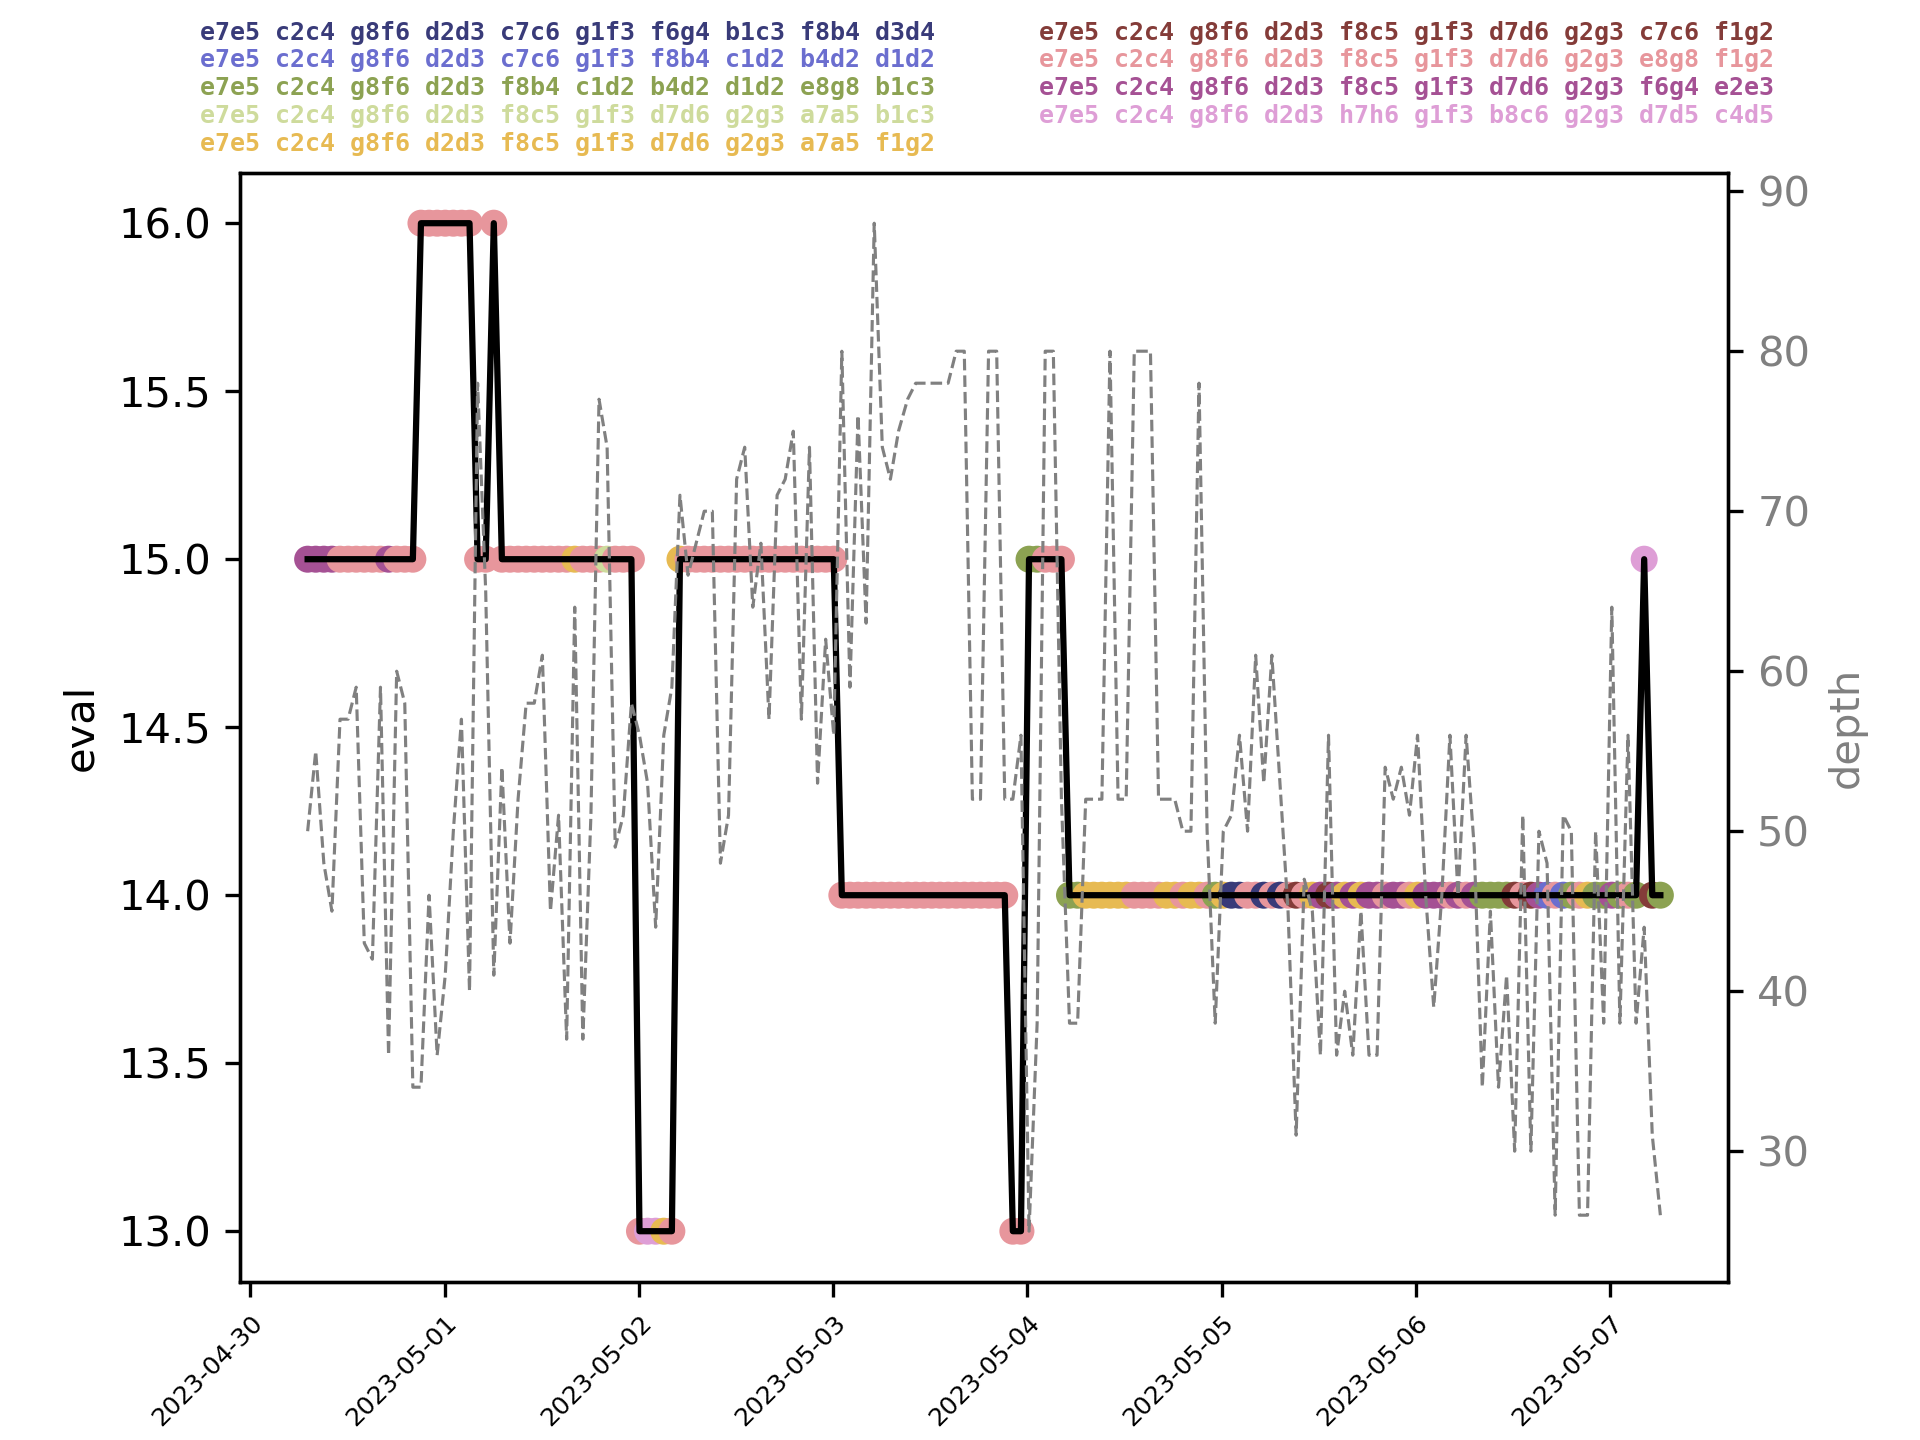 e7e5 c2c4 g8f6 d2d3 c7c6 g1f3 f6g4 b1c3 f8b4 d3d4
e7e5 c2c4 g8f6 d2d3 c7c6 g1f3 f8b4 c1d2 b4d2 d1d2
e7e5 c2c4 g8f6 d2d3 f8b4 c1d2 b4d2 d1d2 e8g8 b1c3
e7e5 c2c4 g8f6 d2d3 f8c5 g1f3 d7d6 g2g3 a7a5 b1c3
e7e5 c2c4 g8f6 d2d3 f8c5 g1f3 d7d6 g2g3 a7a5 f1g2
e7e5 c2c4 g8f6 d2d3 f8c5 g1f3 d7d6 g2g3 c7c6 f1g2
e7e5 c2c4 g8f6 d2d3 f8c5 g1f3 d7d6 g2g3 e8g8 f1g2
e7e5 c2c4 g8f6 d2d3 f8c5 g1f3 d7d6 g2g3 f6g4 e2e3
e7e5 c2c4 g8f6 d2d3 h7h6 g1f3 b8c6 g2g3 d7d5 c4d5
eval
16.0
15.5
15.0
14.5
14.0
13.5
13.0
90
80
70
60
50
40
30
depth
2023-04-30
2023-05-01
2023-05-02
2023-05-03
2023-05-04
2023-05-05
2023-05-06
2023-05-07